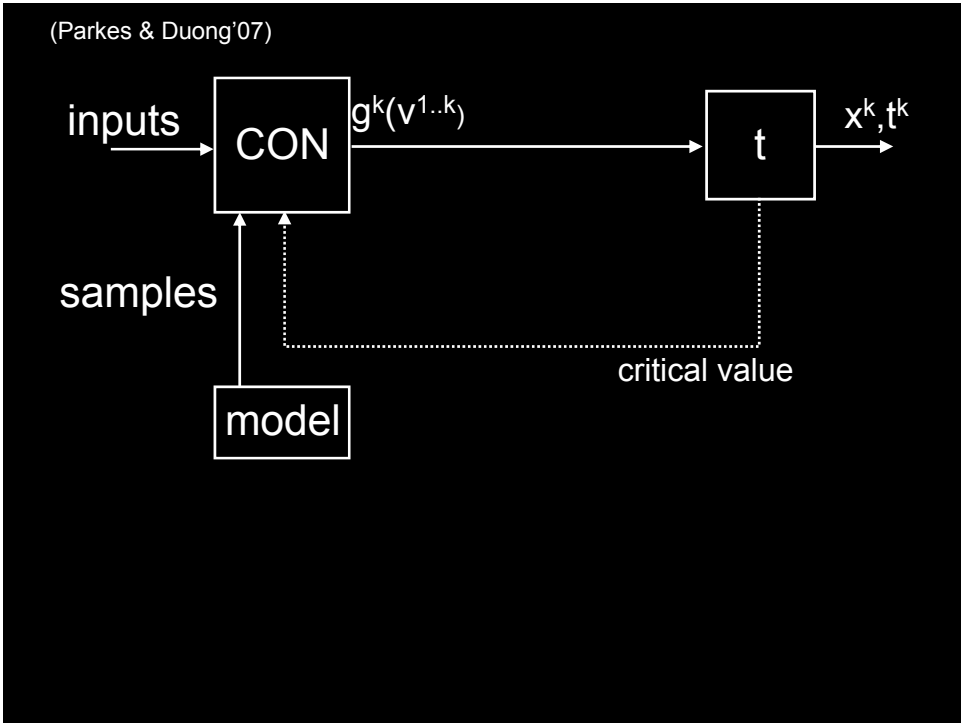 (Parkes & Duong’07)
inputs
CON
gᵏ(v¹··ᵏ)
t
xᵏ,tᵏ
samples
critical value
model